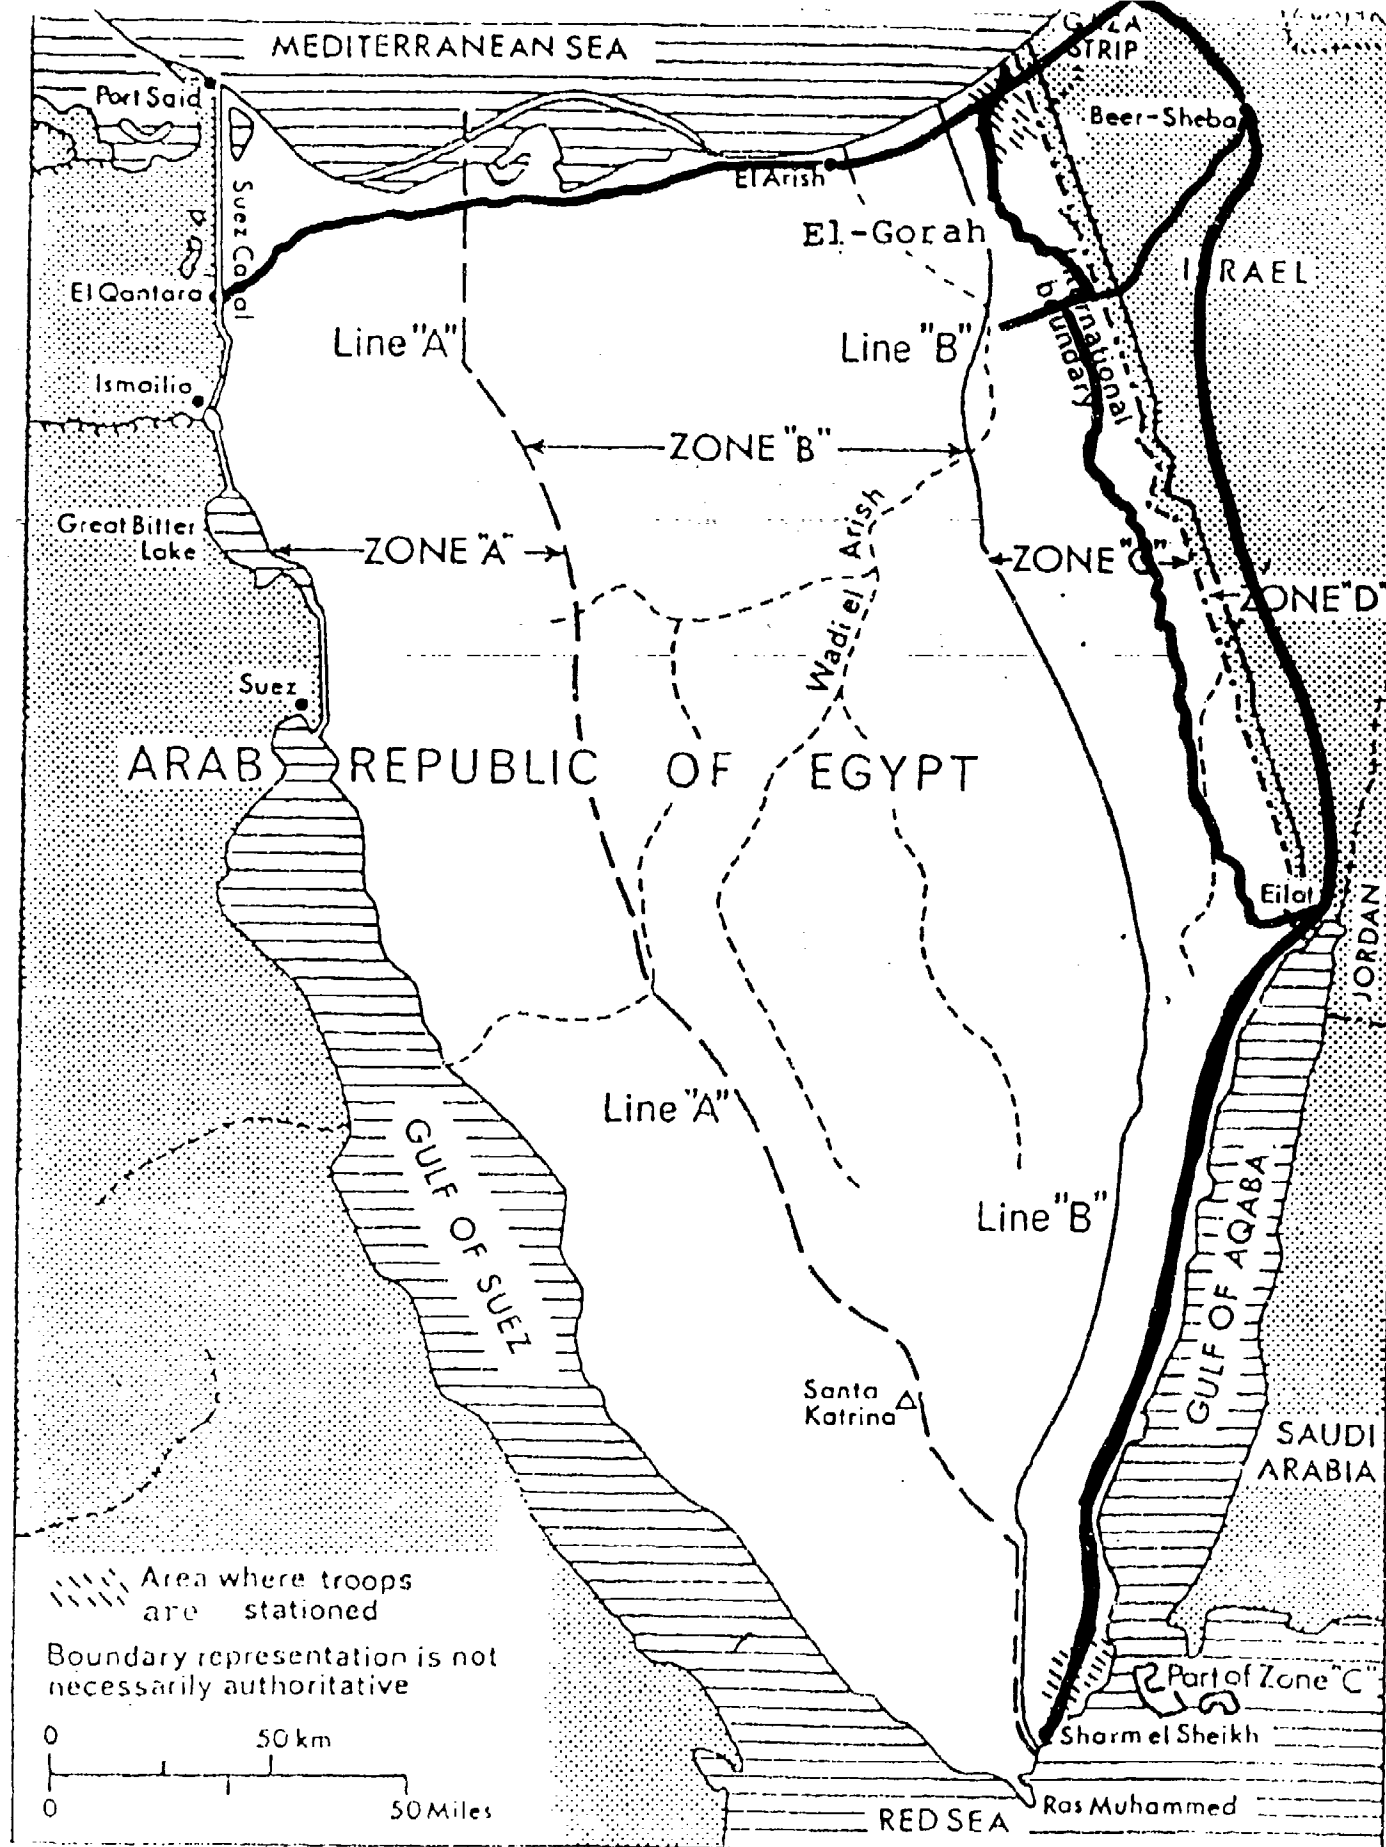 MEDITERRANEAN SEA
GAZA
STRIP
Port Said
Beer-Sheba
El Arish
Suez Canal
El-Gorah
ISRAEL
El Qantara
International
boundary
Line "A"
Line "B"
Ismailia
ZONE "B"
Great Bitter
Lake
ZONE "A"
Wadi el Arish
ZONE "C"
ZONE "D"
Suez
ARAB REPUBLIC OF EGYPT
Eilat
JORDAN
Line "A"
GULF OF SUEZ
Line "B"
GULF OF AQABA
Santa
Katrina
SAUDI
ARABIA
Area where troops
are stationed
Boundary representation is not
necessarily authoritative
Part of Zone "C"
0 50 km
Sharm el Sheikh
0 50 Miles
Ras Muhammed
RED SEA